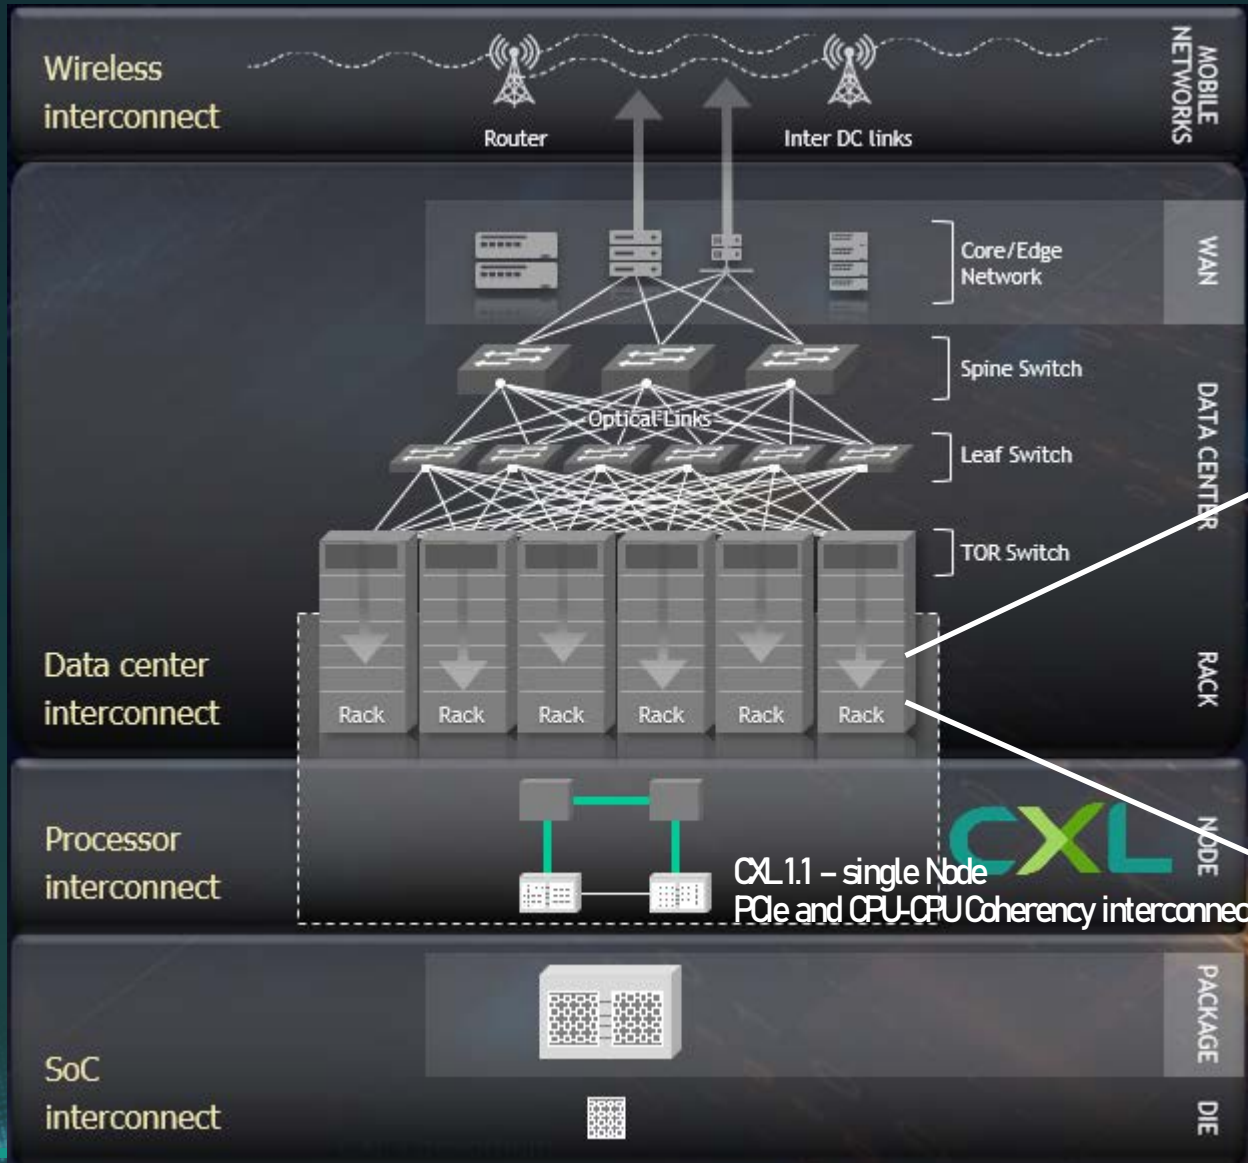 Wireless
interconnect
Router
Inter DC links
MOBILE
NETWORKS
Core/Edge
Network
WAN
Spine Switch
Optical Links
Leaf Switch
DATA CENTER
TOR Switch
Data center
interconnect
Rack
Rack
Rack
Rack
Rack
Rack
RACK
Processor
interconnect
CXL
NODE
CXL 1.1 – single Node
PCIe and CPU-CPU Coherency interconnec
PACKAGE
SoC
interconnect
DIE